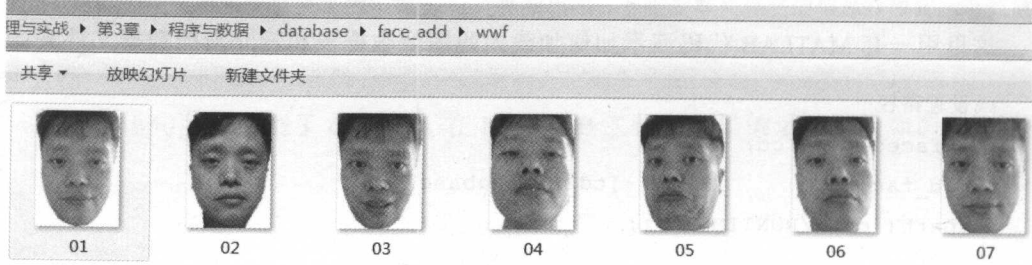 理与实战 ▸ 第3章 ▸ 程序与数据 ▸ database ▸ face_add ▸ wwf
共享 ▾ 放映幻灯片 新建文件夹
01 02 03 04 05 06 07